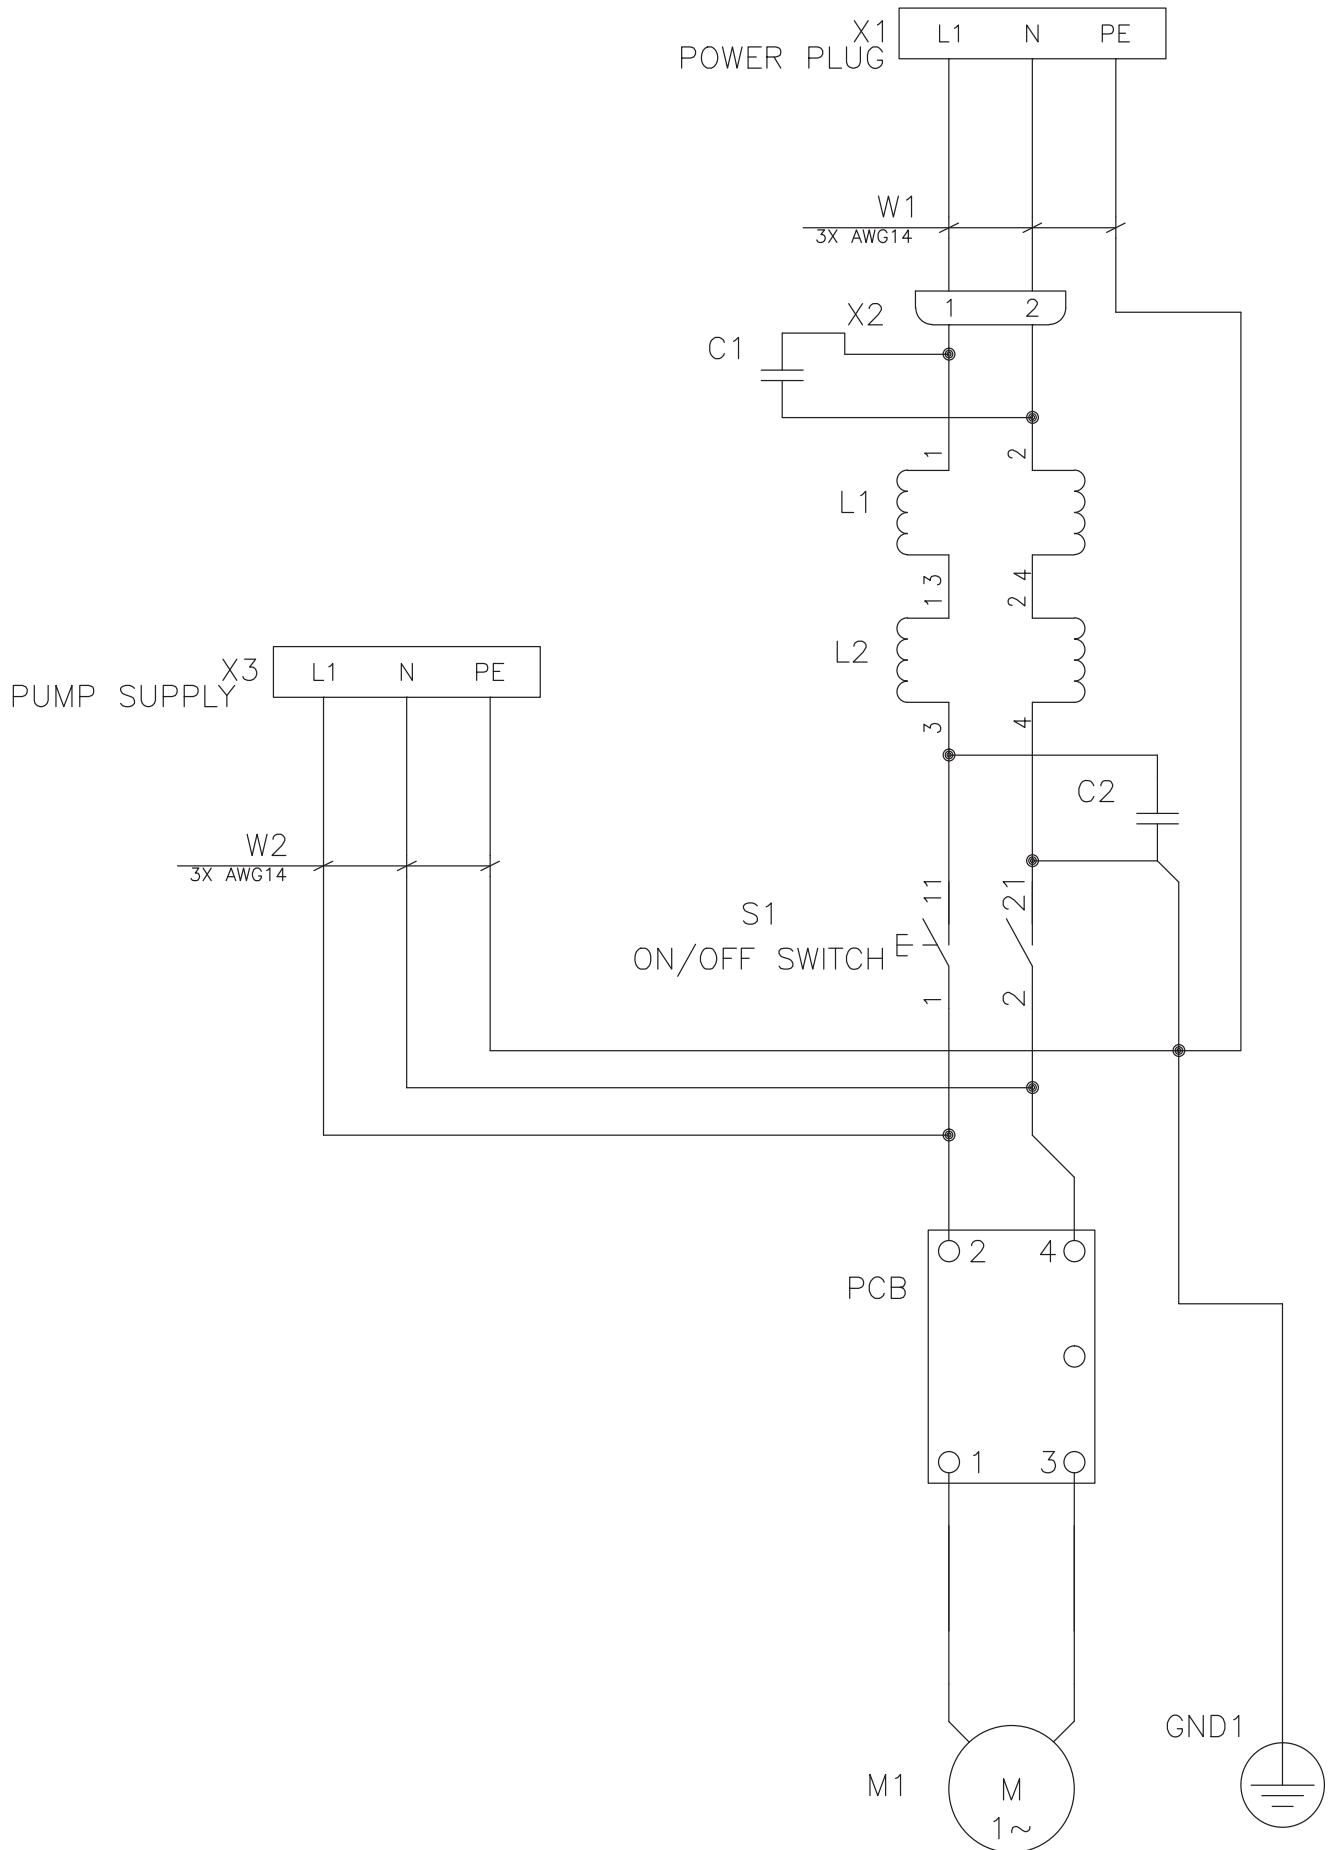 X1 L1 N PE
POWER PLUG
W1
3X AWG14
X2 1 2
C1
1 2
L1
3 4
1 2
L2
X3 L1 N PE
PUMP SUPPLY
3 4
C2
W2
3X AWG14
11 21
S1
ON/OFF SWITCH
1 2
2 4
PCB
1 3
GND1
M1 M
1~